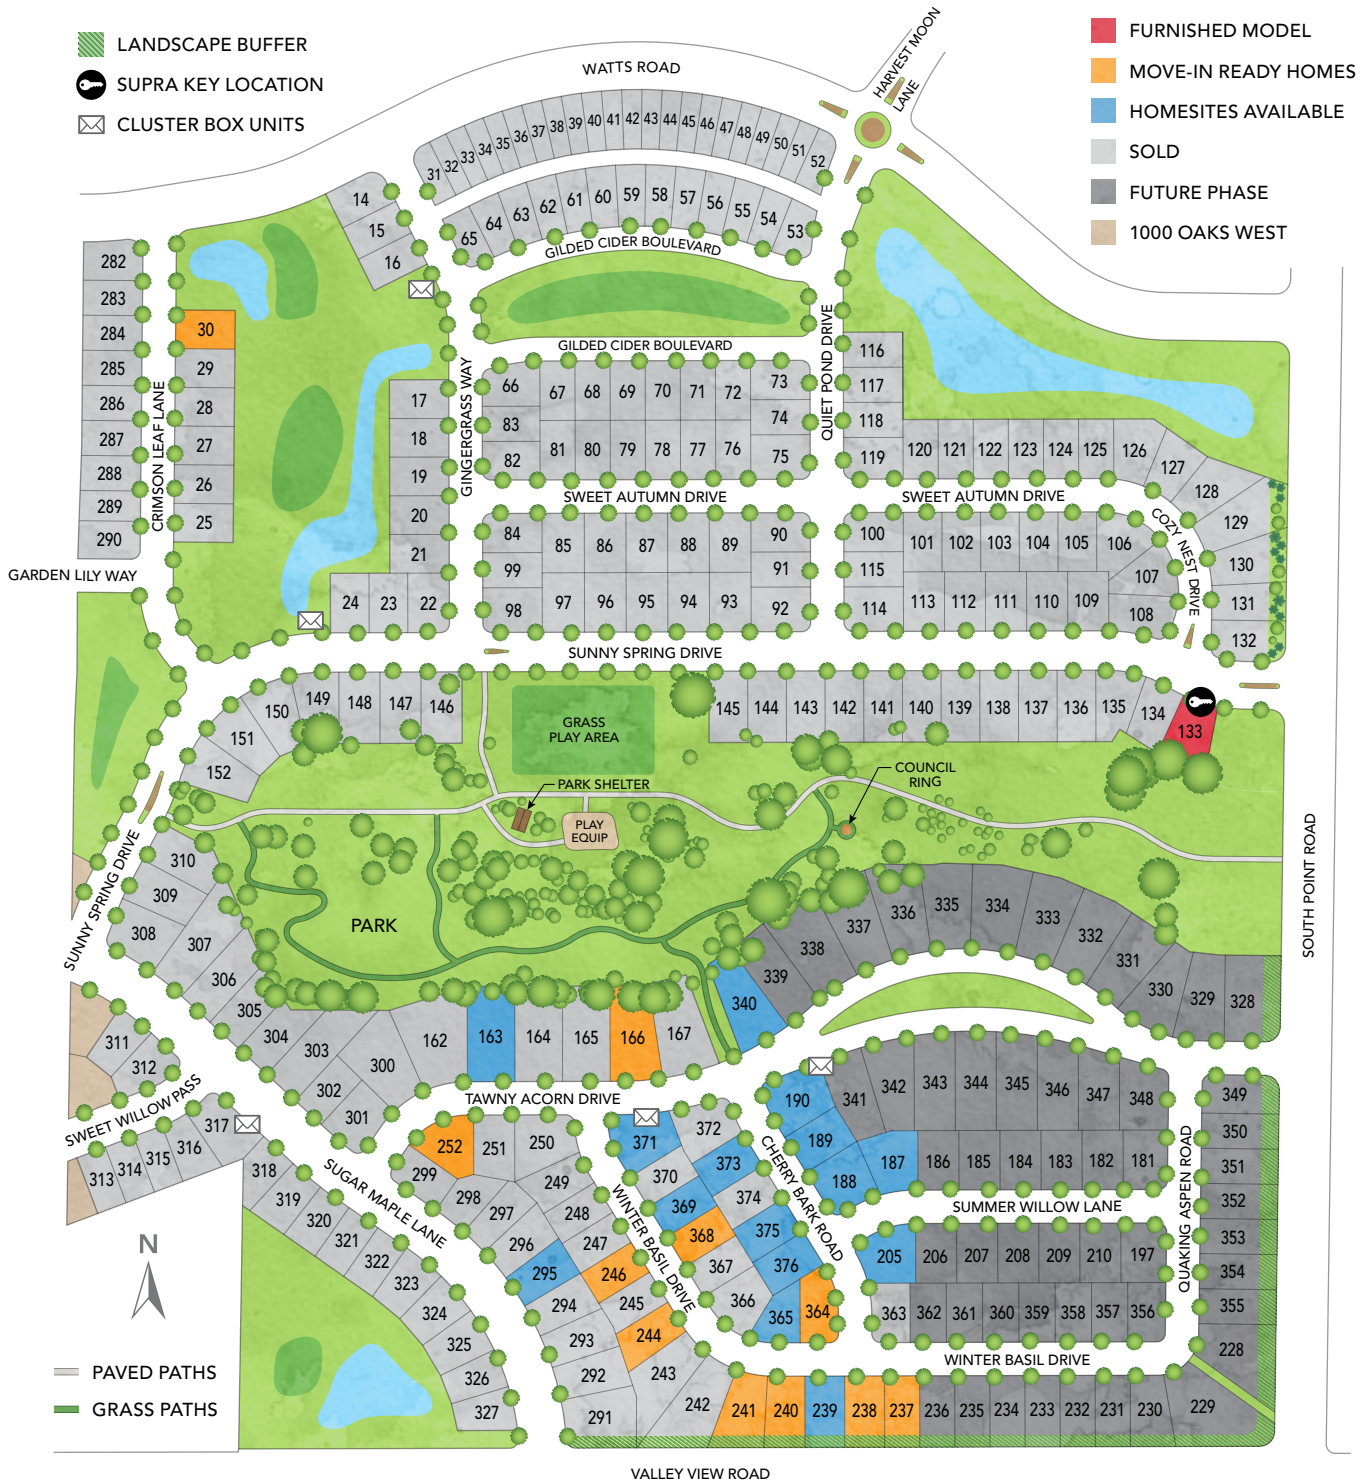 LANDSCAPE BUFFER
SUPRA KEY LOCATION
CLUSTER BOX UNITS
FURNISHED MODEL
MOVE-IN READY HOMES
HOMESITES AVAILABLE
SOLD
FUTURE PHASE
1000 OAKS WEST
WATTS ROAD
HARVEST MOON
LANE
31 32 33 34 35 36 37 38 39 40 41 42 43 44 45 46 47 48 49 50 51 52
14
15
16
65 64 63 62 61 60 59 58 57 56 55 54 53
GILDED CIDER BOULEVARD
GILDED CIDER BOULEVARD
282
283
284
285
286
287
288
289
290
CRIMSON LEAF LANE
30
29
28
27
26
25
GARDEN LILY WAY
17
18
19
20
21
24 23 22
GINGERGRASS WAY
66 67 68 69 70 71 72 73
83 74
82 81 80 79 78 77 76 75
QUIET POND DRIVE
116
117
118
119 120 121 122 123 124 125 126 127 128
129
130
131
132
SWEET AUTUMN DRIVE
SWEET AUTUMN DRIVE
COZY NEST DRIVE
84 85 86 87 88 89 90
99 91
98 97 96 95 94 93 92
100 101 102 103 104 105 106
115 107
114 113 112 111 110 109 108
SUNNY SPRING DRIVE
152 151 150 149 148 147 146
145 144 143 142 141 140 139 138 137 136 135 134 133
GRASS
PLAY AREA
PARK SHELTER
PLAY
EQUIP
COUNCIL
RING
PARK
SUNNY SPRING DRIVE
SOUTH POINT ROAD
310
309
308 307
306
305
304
303
302
301
300
162 163 164 165 166 167
340 339 338 337 336 335 334 333 332 331 330 329 328
311
312
SWEET WILLOW PASS
313 314 315 316 317
318
319
320
321
322
323
324
325
326
327
SUGAR MAPLE LANE
TAWNY ACORN DRIVE
252 251 250
299 249
298 248
297 247
296 246
295 245
294 244
293 243
292 242
291
WINTER BASIL DRIVE
371 372
370 373
369 374
368 375
367 376
366 365 364
CHERRY BARK ROAD
190 341 342 343 344 345 346 347 348
189
188 187 186 185 184 183 182 181
SUMMER WILLOW LANE
205 206 207 208 209 210 197
363 362 361 360 359 358 357 356
QUAKING ASPEN ROAD
349
350
351
352
353
354
355
228
229
WINTER BASIL DRIVE
241 240 239 238 237 236 235 234 233 232 231 230
N
PAVED PATHS
GRASS PATHS
VALLEY VIEW ROAD